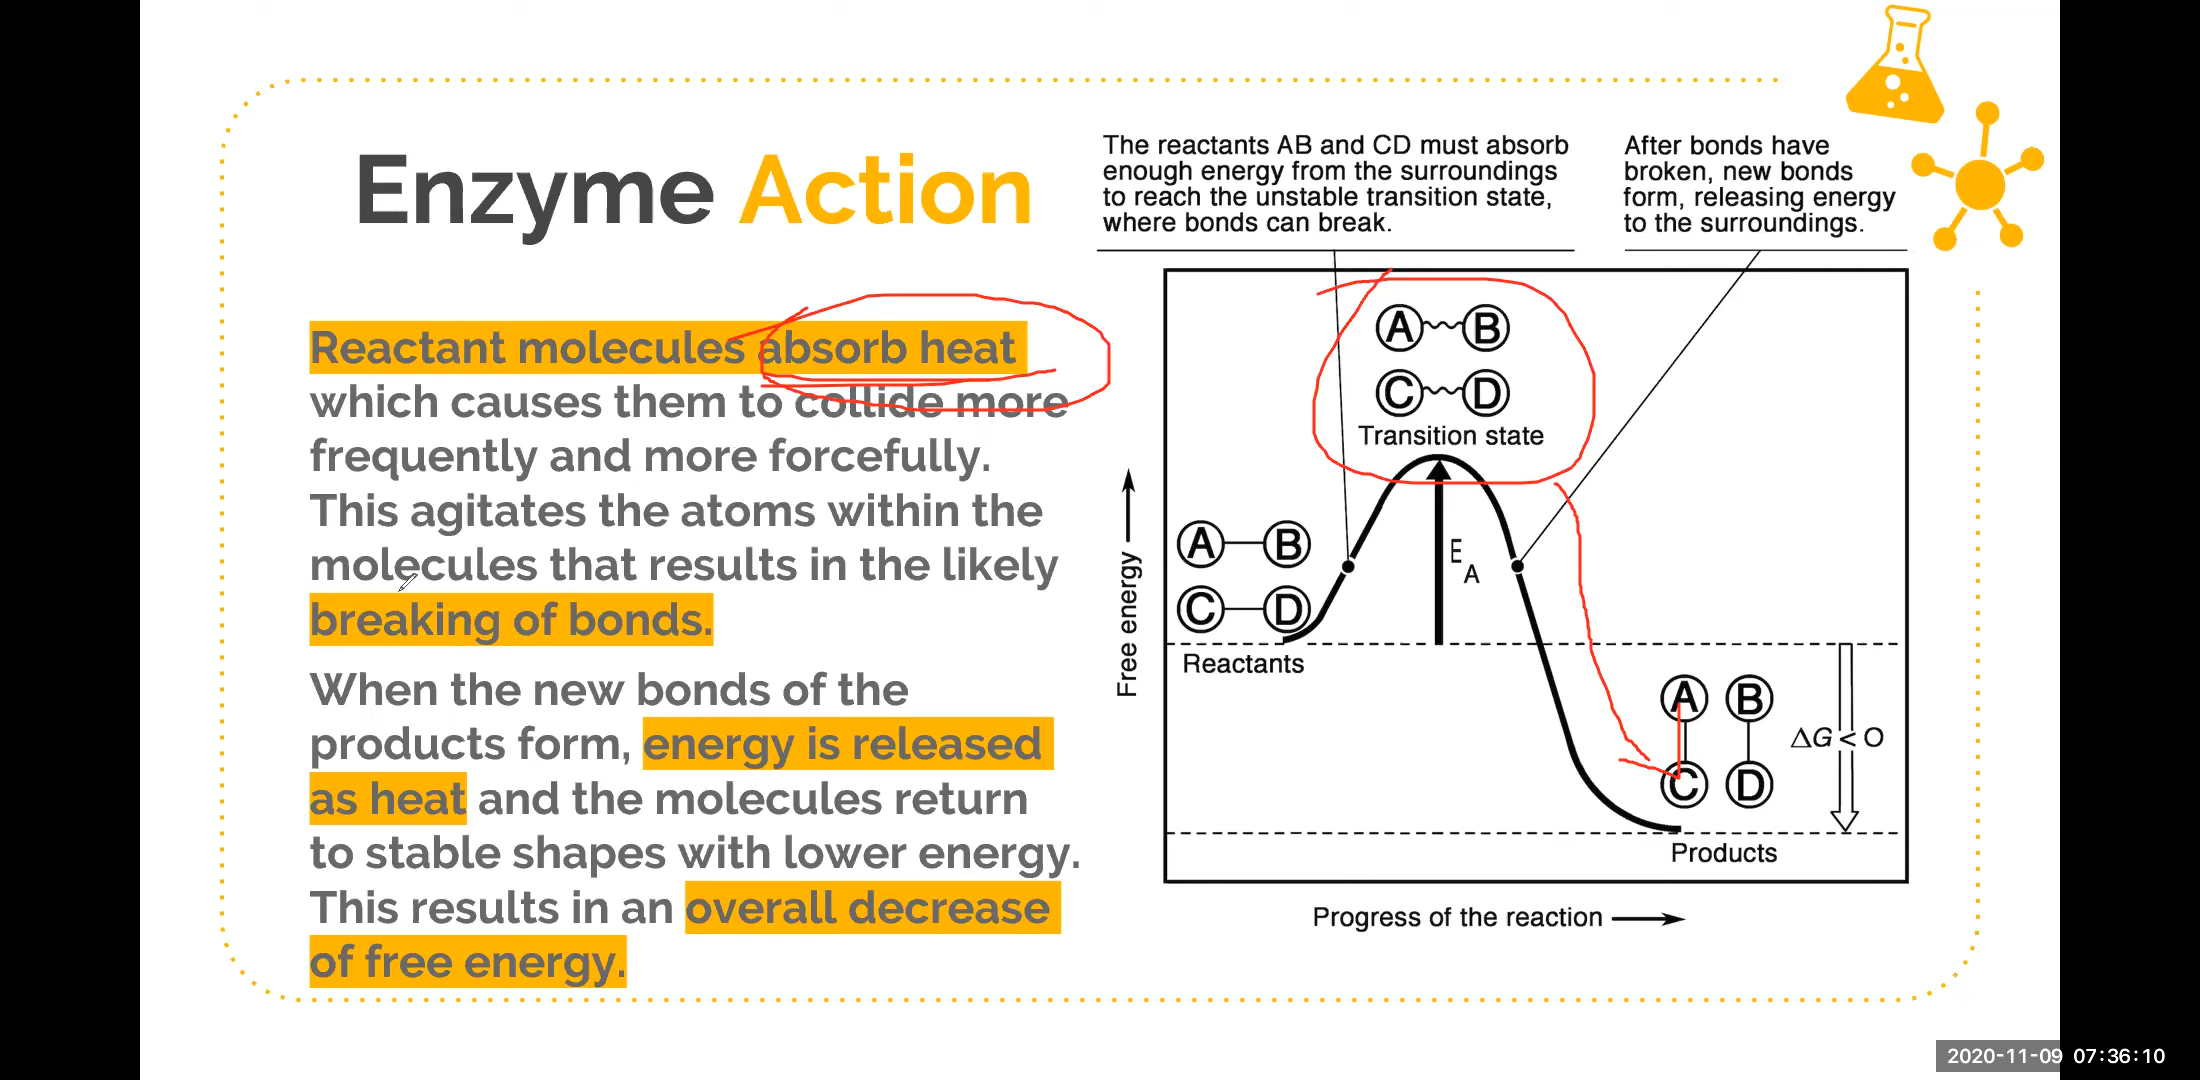 Enzyme Action
Reactant molecules absorb heat
which causes them to collide more
frequently and more forcefully.
This agitates the atoms within the
molecules that results in the likely
breaking of bonds.
When the new bonds of the
products form, energy is released
as heat and the molecules return
to stable shapes with lower energy.
This results in an overall decrease
of free energy.
The reactants AB and CD must absorb
enough energy from the surroundings
to reach the unstable transition state,
where bonds can break.
After bonds have
broken, new bonds
form, releasing energy
to the surroundings.
A B
C D
Transition state
A B
C D
Reactants
E A
Free energy
A B
C D
ΔG < O
Products
Progress of the reaction
2020-11-09 07:36:10